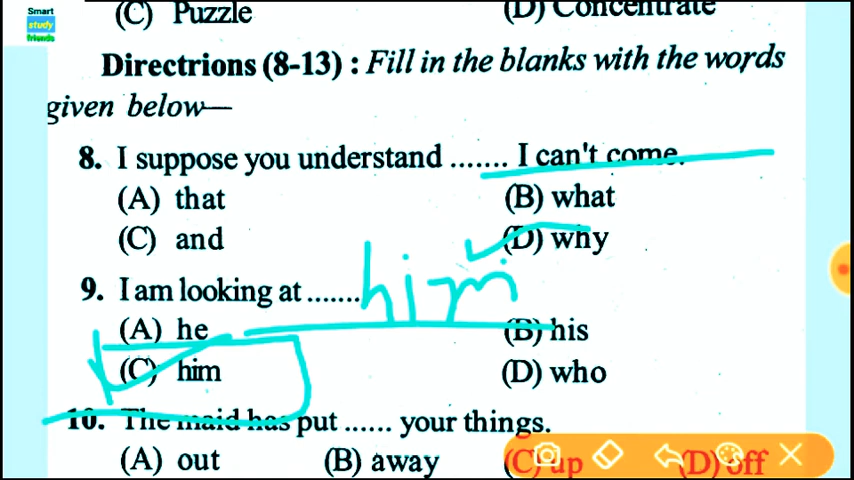 Smart
study
friends
(C) Puzzle (D) Concentrate
Directrions (8-13) : Fill in the blanks with the words
given below—
8. I suppose you understand ....... I can't come.
(A) that (B) what
(C) and (D) why
9. I am looking at ....... him
(A) he (B) his
(C) him (D) who
10. The maid has put ...... your things.
(A) out (B) away (C) up (D) off